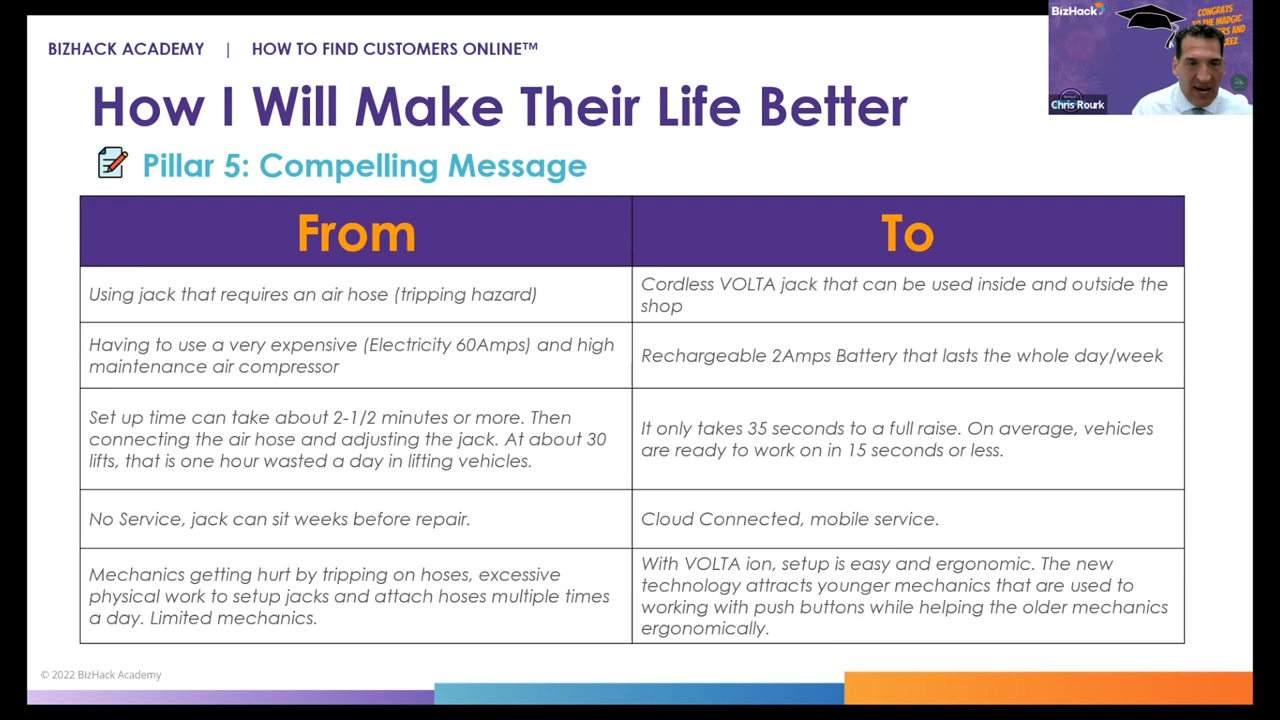 BIZHACK ACADEMY | HOW TO FIND CUSTOMERS ONLINE™
BizHack
CONGRATS
TO THE MADGIC
Chris Rourk
How I Will Make Their Life Better
Pillar 5: Compelling Message
From
To
Using jack that requires an air hose (tripping hazard)
Cordless VOLTA jack that can be used inside and outside the
shop
Having to use a very expensive (Electricity 60Amps) and high
maintenance air compressor
Rechargeable 2Amps Battery that lasts the whole day/week
Set up time can take about 2-1/2 minutes or more. Then
connecting the air hose and adjusting the jack. At about 30
lifts, that is one hour wasted a day in lifting vehicles.
It only takes 35 seconds to a full raise. On average, vehicles
are ready to work on in 15 seconds or less.
No Service, jack can sit weeks before repair.
Cloud Connected, mobile service.
Mechanics getting hurt by tripping on hoses, excessive
physical work to setup jacks and attach hoses multiple times
a day. Limited mechanics.
With VOLTA ion, setup is easy and ergonomic. The new
technology attracts younger mechanics that are used to
working with push buttons while helping the older mechanics
ergonomically.
© 2022 BizHack Academy